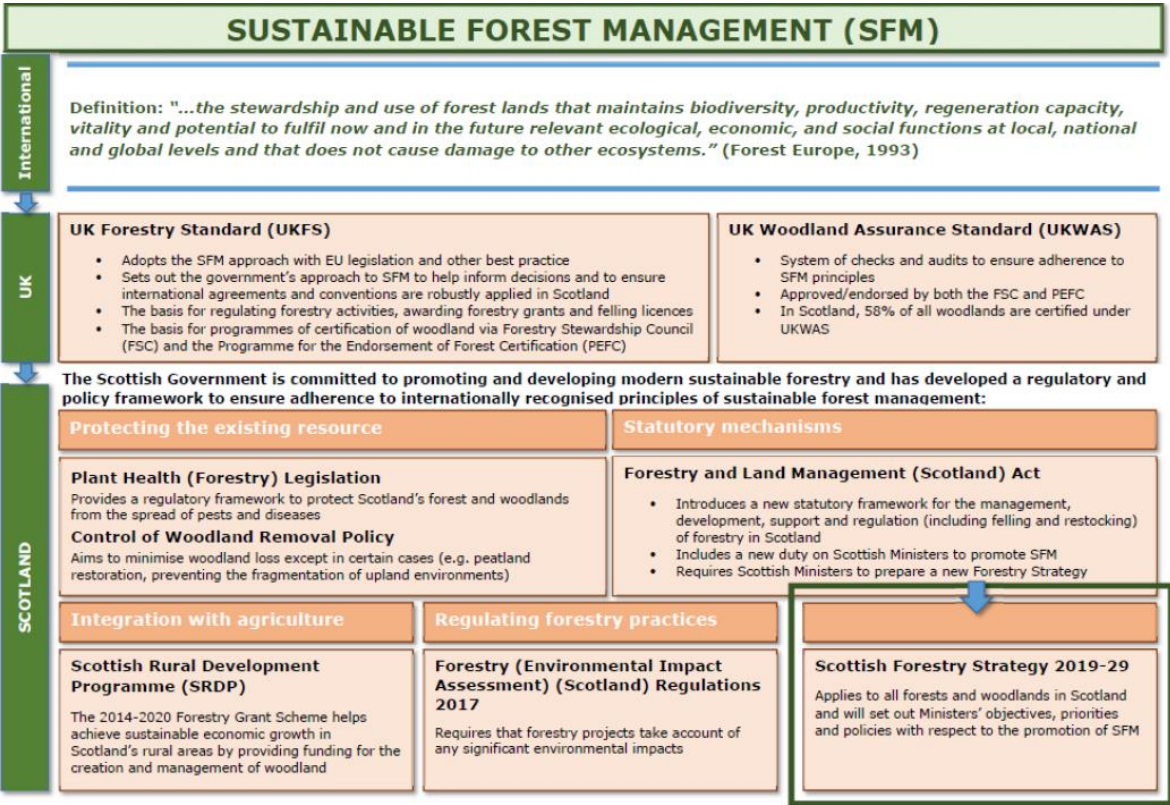 SUSTAINABLE FOREST MANAGEMENT (SFM)
International
Definition: "...the stewardship and use of forest lands that maintains biodiversity, productivity, regeneration capacity,
vitality and potential to fulfil now and in the future relevant ecological, economic, and social functions at local, national
and global levels and that does not cause damage to other ecosystems." (Forest Europe, 1993)
UK
UK Forestry Standard (UKFS)
• Adopts the SFM approach with EU legislation and other best practice
• Sets out the government's approach to SFM to help inform decisions and to ensure
international agreements and conventions are robustly applied in Scotland
• The basis for regulating forestry activities, awarding forestry grants and felling licences
• The basis for programmes of certification of woodland via Forestry Stewardship Council
(FSC) and the Programme for the Endorsement of Forest Certification (PEFC)
UK Woodland Assurance Standard (UKWAS)
• System of checks and audits to ensure adherence to
SFM principles
• Approved/endorsed by both the FSC and PEFC
• In Scotland, 58% of all woodlands are certified under
UKWAS
SCOTLAND
The Scottish Government is committed to promoting and developing modern sustainable forestry and has developed a regulatory and
policy framework to ensure adherence to internationally recognised principles of sustainable forest management:
Protecting the existing resource
Plant Health (Forestry) Legislation
Provides a regulatory framework to protect Scotland's forest and woodlands
from the spread of pests and diseases
Control of Woodland Removal Policy
Aims to minimise woodland loss except in certain cases (e.g. peatland
restoration, preventing the fragmentation of upland environments)
Statutory mechanisms
Forestry and Land Management (Scotland) Act
• Introduces a new statutory framework for the management,
development, support and regulation (including felling and restocking)
of forestry in Scotland
• Includes a new duty on Scottish Ministers to promote SFM
• Requires Scottish Ministers to prepare a new Forestry Strategy
Integration with agriculture
Scottish Rural Development
Programme (SRDP)
The 2014-2020 Forestry Grant Scheme helps
achieve sustainable economic growth in
Scotland's rural areas by providing funding for the
creation and management of woodland
Regulating forestry practices
Forestry (Environmental Impact
Assessment) (Scotland) Regulations
2017
Requires that forestry projects take account of
any significant environmental impacts
Scottish Forestry Strategy 2019-29
Applies to all forests and woodlands in Scotland
and will set out Ministers' objectives, priorities
and policies with respect to the promotion of SFM